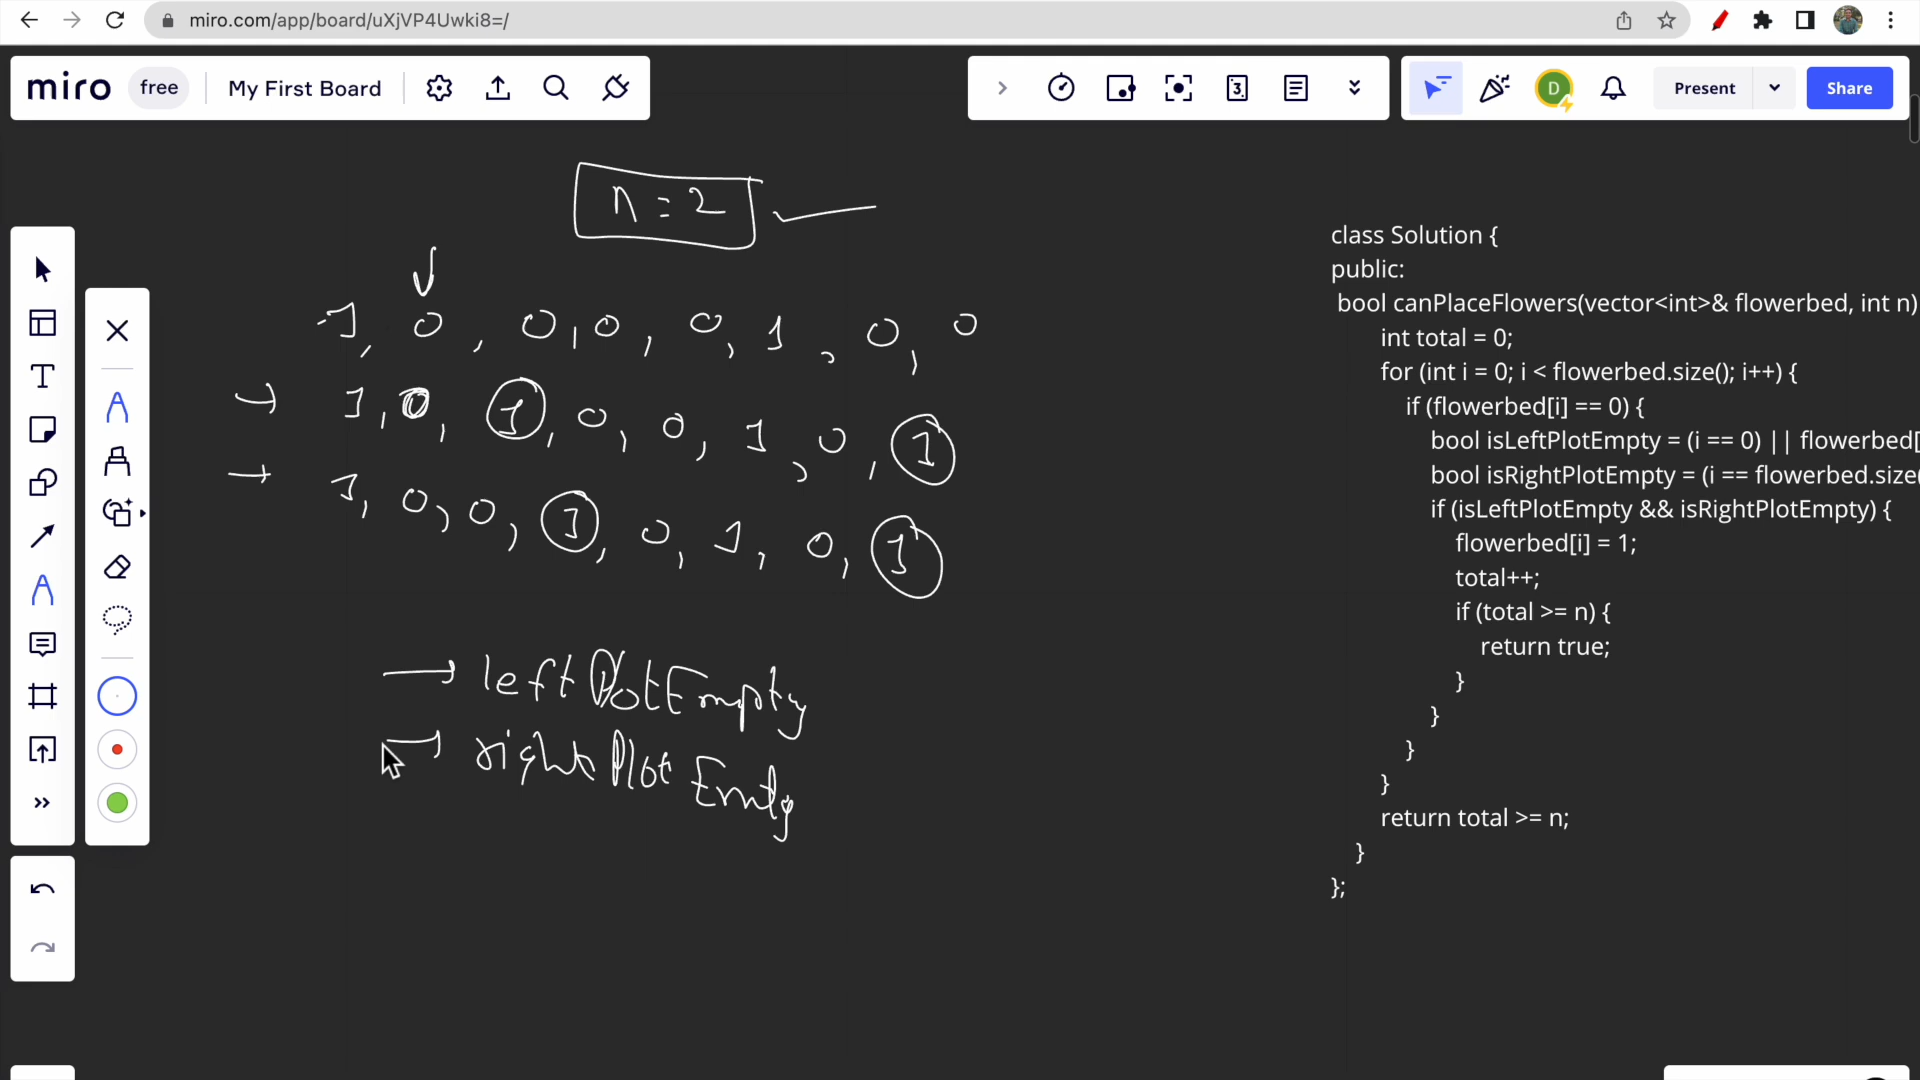 miro.com/app/board/uXjVP4Uwki8=/
miro free My First Board
3
D
Present
Share
n = 2
1, 0, 0, 0, 0, 1, 0, 0
→ 1, 0, 1, 0, 0, 1, 0, 1
→ 1, 0, 0, 1, 0, 1, 0, 1
→ leftPlotEmpty
→ rightPlotEmty
class Solution {
public:
bool canPlaceFlowers(vector<int>& flowerbed, int n)
int total = 0;
for (int i = 0; i < flowerbed.size(); i++) {
if (flowerbed[i] == 0) {
bool isLeftPlotEmpty = (i == 0) || flowerbed[
bool isRightPlotEmpty = (i == flowerbed.size(
if (isLeftPlotEmpty && isRightPlotEmpty) {
flowerbed[i] = 1;
total++;
if (total >= n) {
return true;
}
}
}
}
return total >= n;
}
};